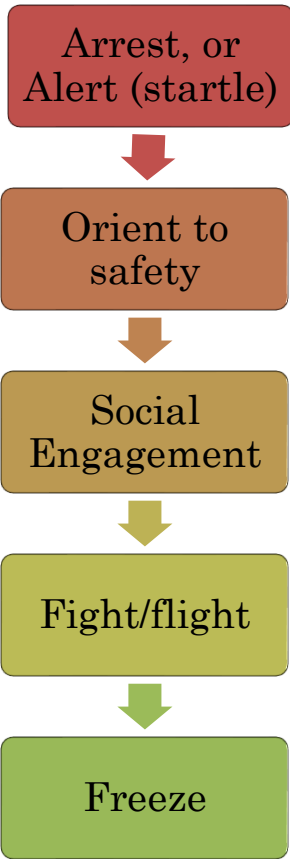 Arrest, or
Alert (startle)
Orient to
safety
Social
Engagement
Fight/flight
Freeze